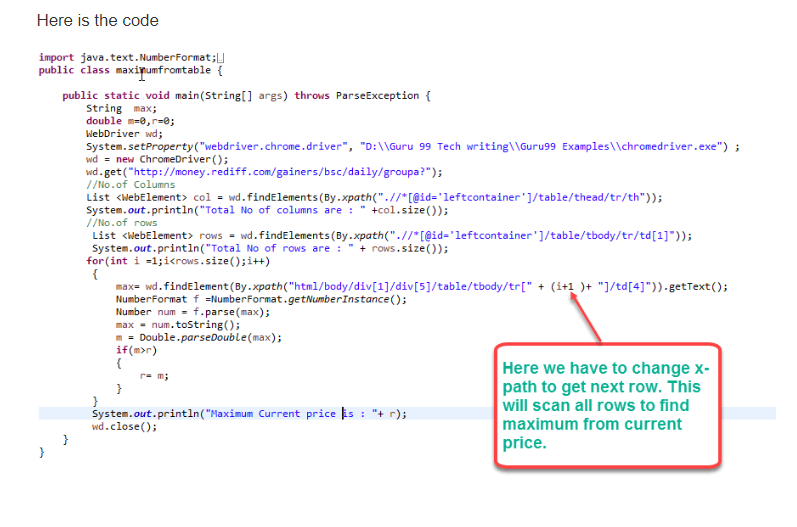 Here is the code
import java.text.NumberFormat;
public class maximumfromtable {
public static void main(String[] args) throws ParseException {
String  max;
double m=0,r=0;
WebDriver wd;
System.setProperty("webdriver.chrome.driver", "D:\\Guru 99 Tech writing\\Guru99 Examples\\chromedriver.exe") ;
wd = new ChromeDriver();
wd.get("http://money.rediff.com/gainers/bsc/daily/groupa?");
//No.of Columns
List <WebElement> col = wd.findElements(By.xpath(".//*[@id='leftcontainer']/table/thead/tr/th"));
System.out.println("Total No of columns are : " +col.size());
//No.of rows
List <WebElement> rows = wd.findElements(By.xpath(".//*[@id='leftcontainer']/table/tbody/tr/td[1]"));
System.out.println("Total No of rows are : " + rows.size());
for(int i =1;i<rows.size();i++)
{
max= wd.findElement(By.xpath("html/body/div[1]/div[5]/table/tbody/tr[" + (i+1 )+ "]/td[4]")).getText();
NumberFormat f =NumberFormat.getNumberInstance();
Number num = f.parse(max);
max = num.toString();
m = Double.parseDouble(max);
if(m>r)
{
r= m;
}
}
System.out.println("Maximum Current price is : "+ r);
wd.close();
}
}
Here we have to change x-
path to get next row. This
will scan all rows to find
maximum from current
price.